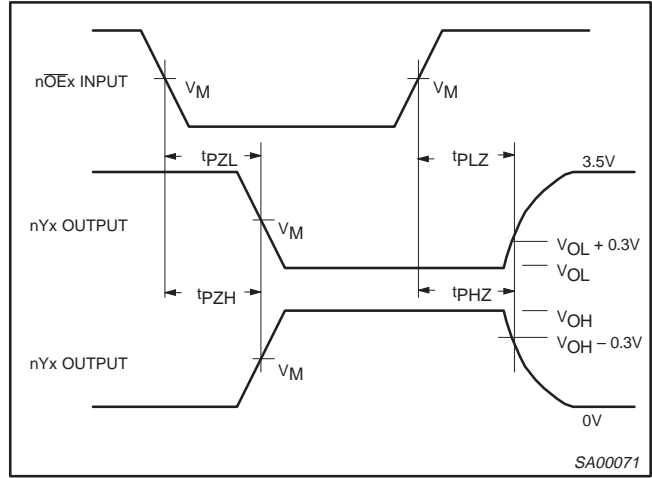 nOEx INPUT
VM
VM
tPZL
tPLZ
3.5V
nYx OUTPUT
VM
VOL + 0.3V
VOL
tPZH
tPHZ
VOH
VOH – 0.3V
nYx OUTPUT
VM
0V
SA00071